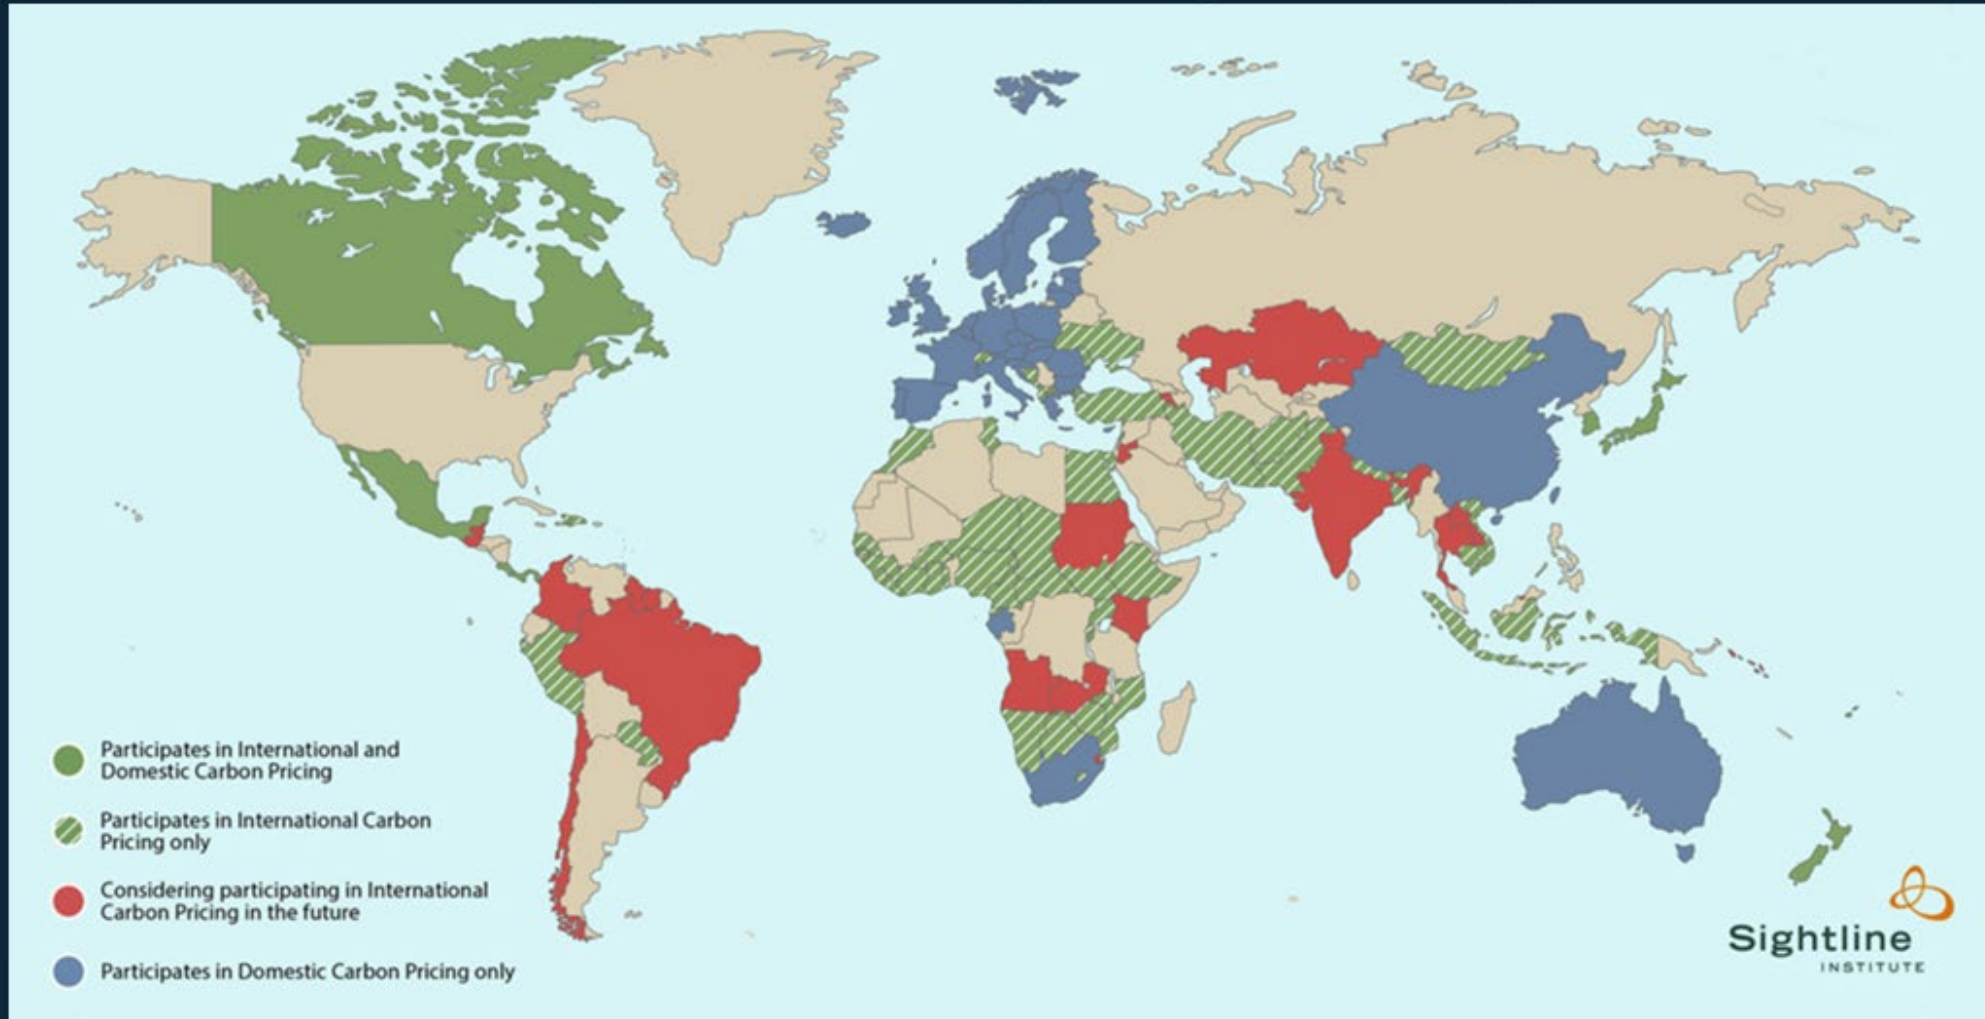 Participates in International and
Domestic Carbon Pricing
Participates in International Carbon
Pricing only
Considering participating in International
Carbon Pricing in the future
Participates in Domestic Carbon Pricing only
Sightline
INSTITUTE